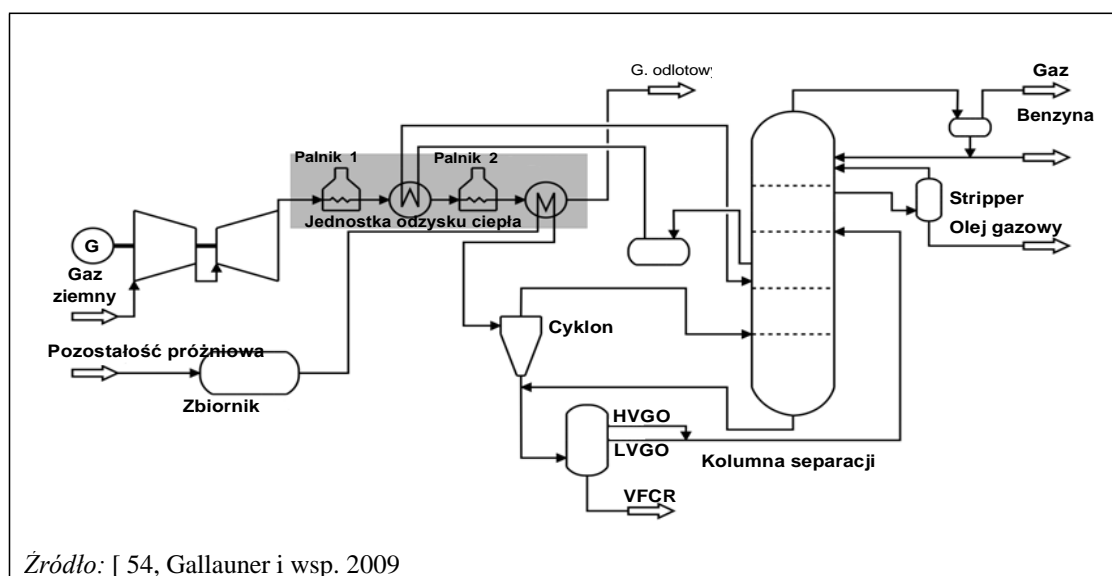 G. odlotowy
Gaz
Benzyna
Palnik 1
Palnik 2
Jednostka odzysku ciepła
Stripper
Olej gazowy
G
Gaz
ziemny
Cyklon
Pozostałość próżniowa
Zbiornik
HVGO
LVGO
Kolumna separacji
VFCR
Źródło: [ 54, Gallauner i wsp. 2009